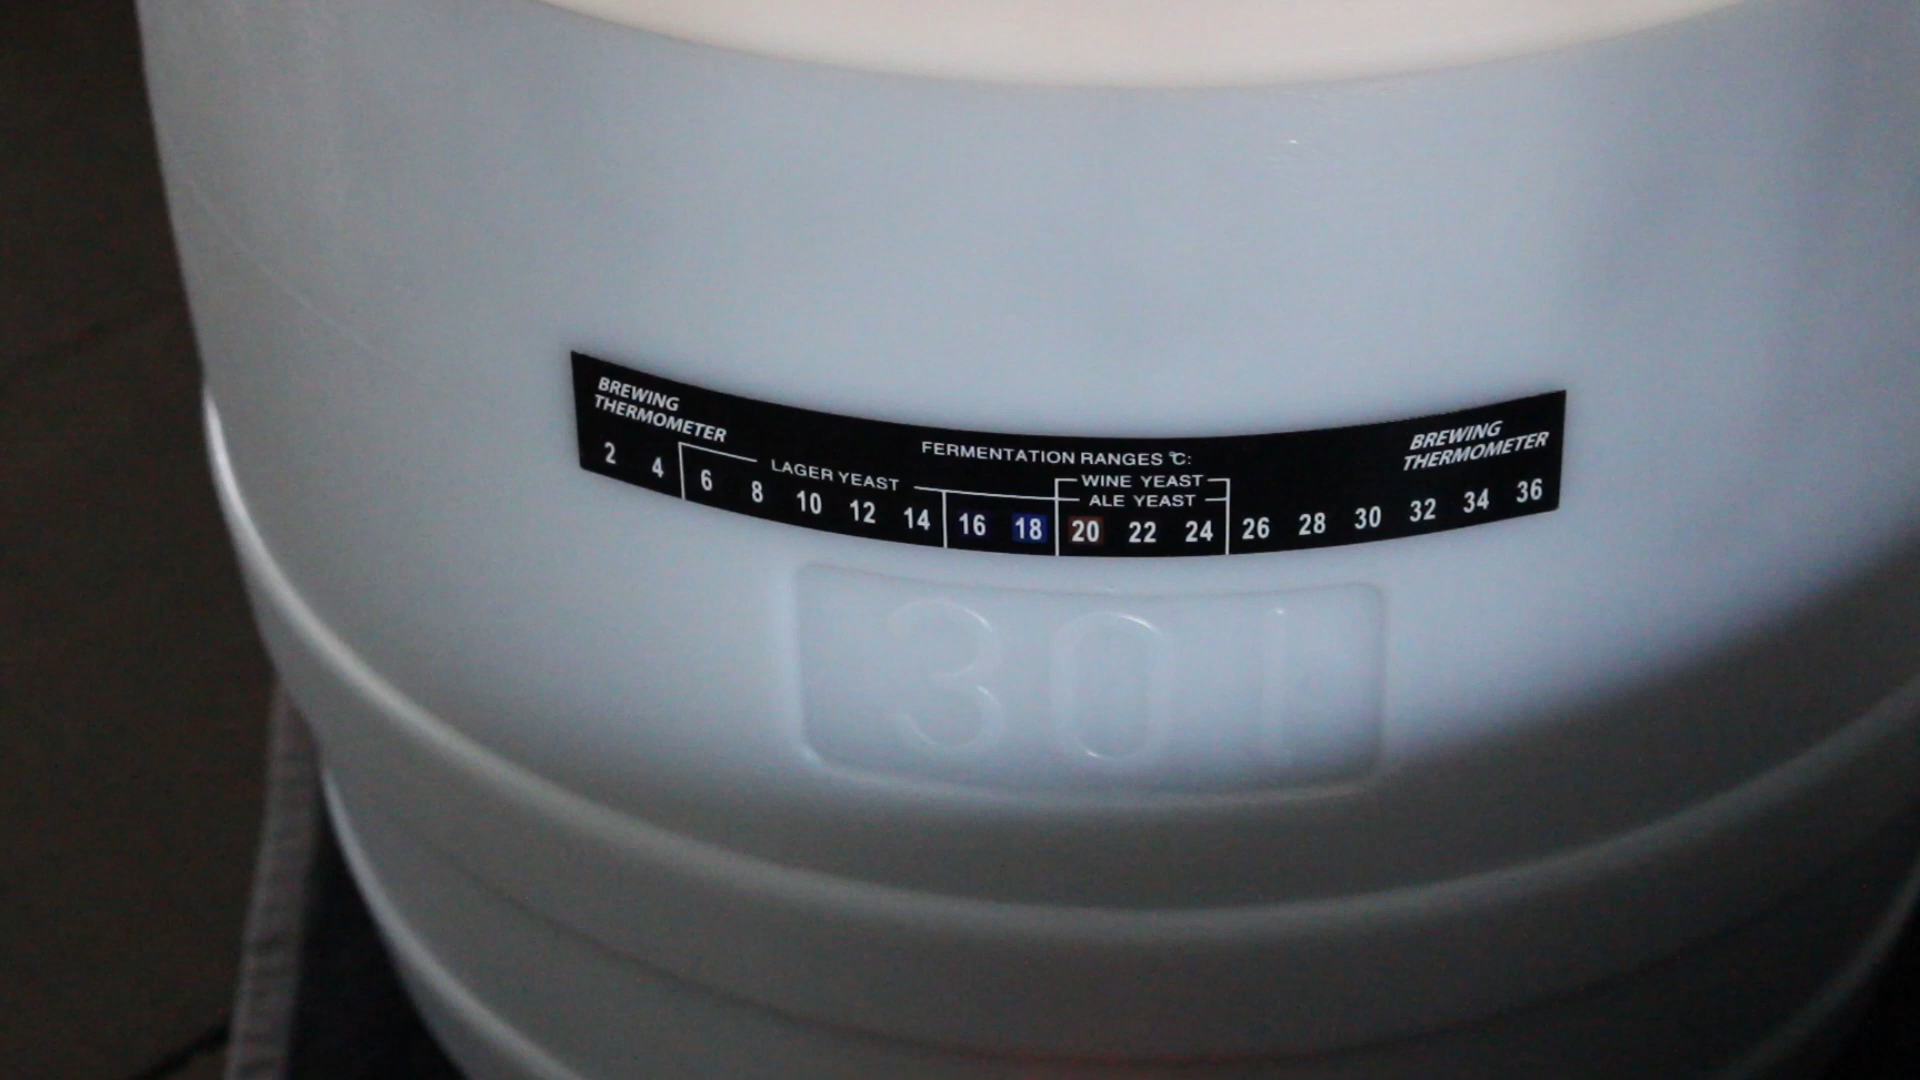 BREWING
THERMOMETER
FERMENTATION RANGES °C:
BREWING
THERMOMETER
LAGER YEAST
WINE YEAST
ALE YEAST
2 4 6 8 10 12 14 16 18 20 22 24 26 28 30 32 34 36
30 l